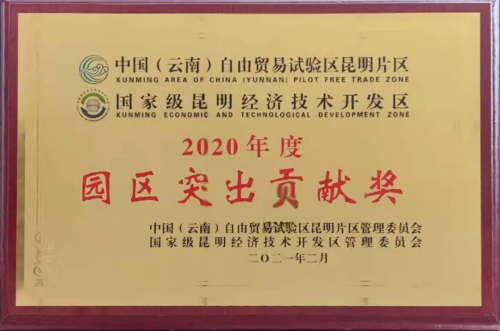 中国（云南）自由贸易试验区昆明片区
KUNMING AREA OF CHINA (YUNNAN) PILOT FREE TRADE ZONE
国家级昆明经济技术开发区
KUNMING ECONOMIC AND TECHNOLOGICAL DEVELOPMENT ZONE
2020年度
园区突出贡献奖
中国（云南）自由贸易试验区昆明片区管理委员会
国家级昆明经济技术开发区管理委员会
二〇二一年二月